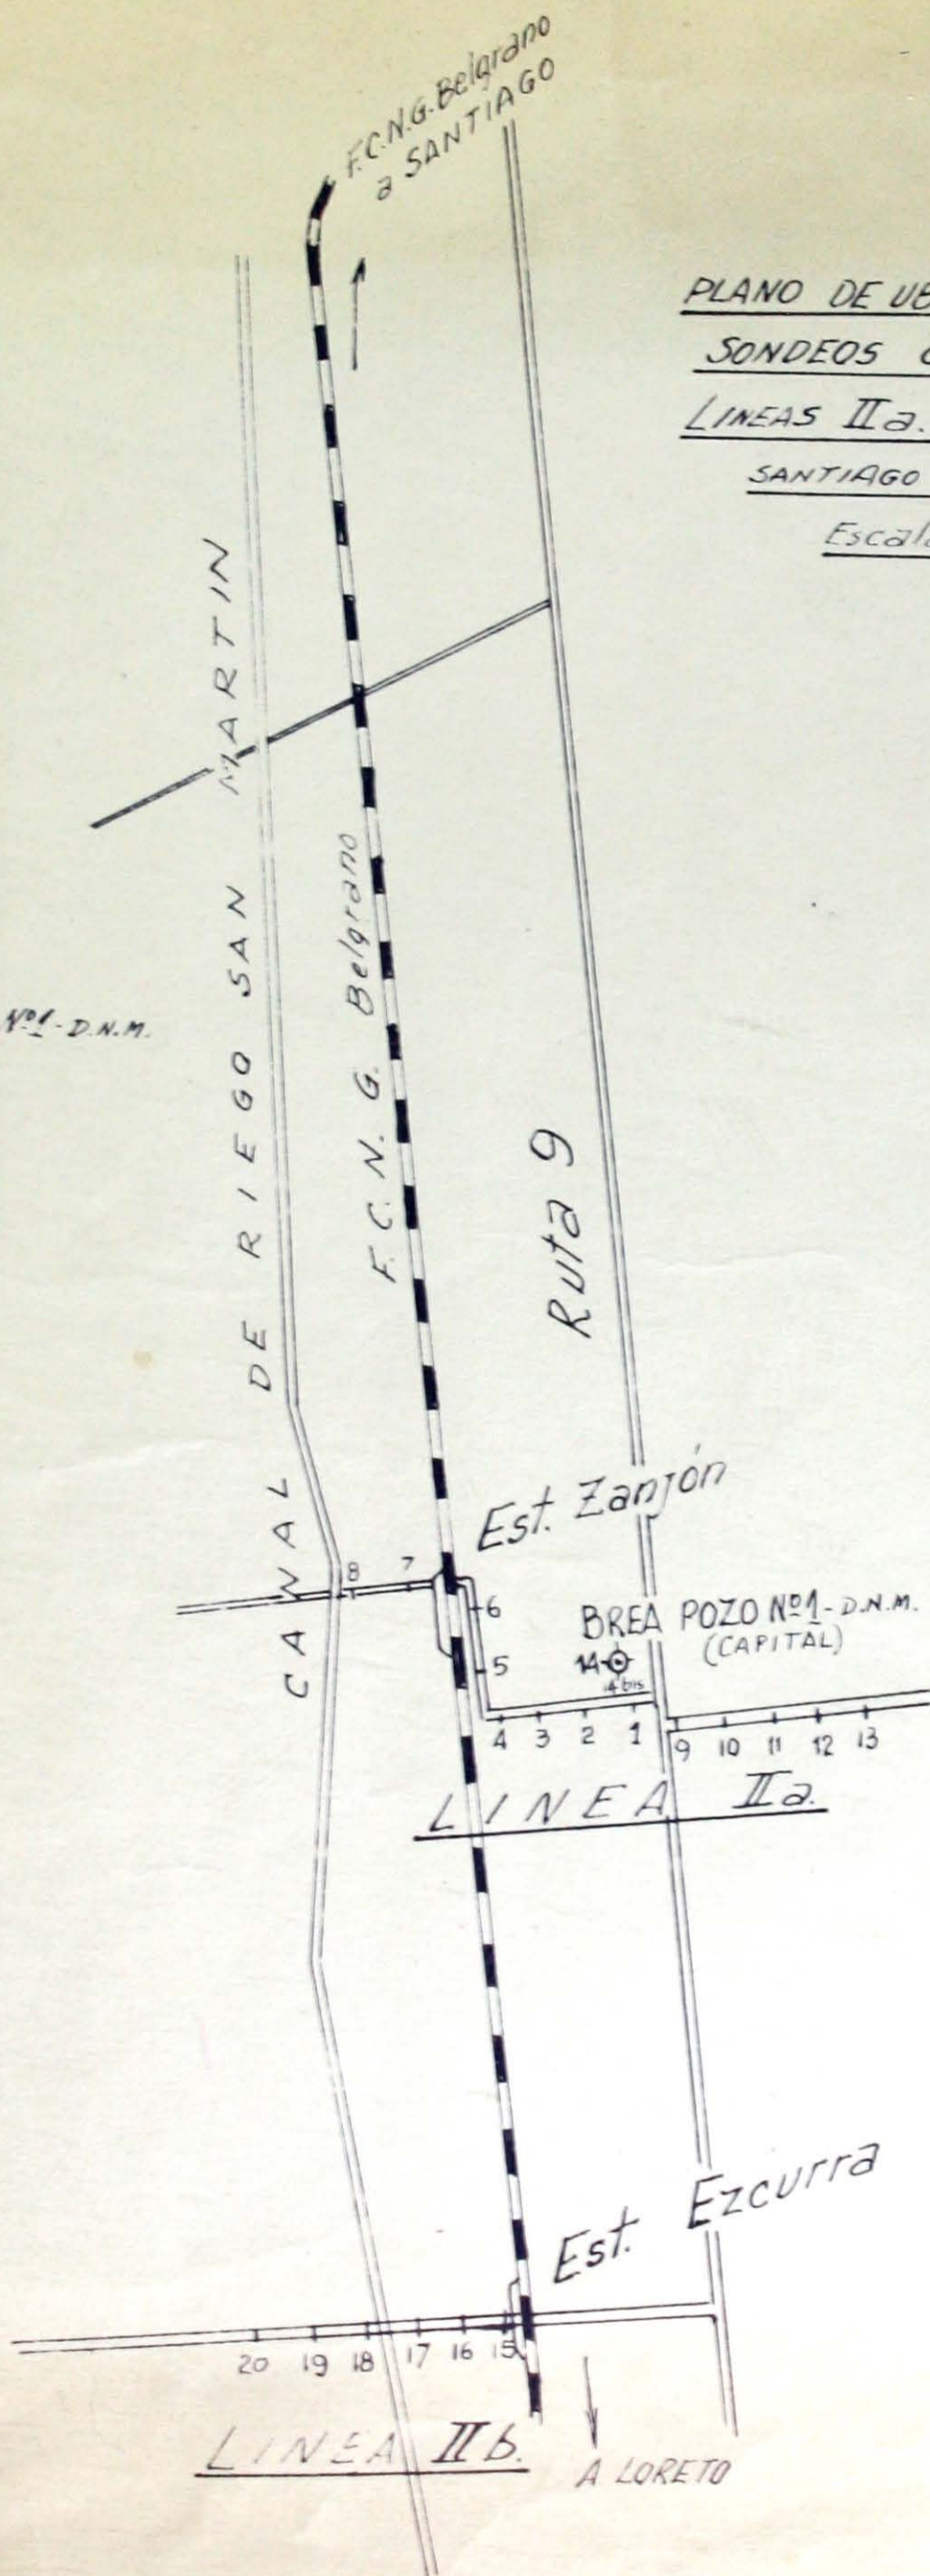 F.C.N.G. Belgrano
a SANTIAGO
PLANO DE
SONDEOS
LINEAS IIa.
SANTIAGO
CANAL DE RIEGO SAN MARTIN
F. C. N. G. Belgrano
Nº1 - D.N.M.
Ruta 9
Est. Zanjón
8 7
6
BREA POZO Nº1 - D.N.M.
(CAPITAL)
14
14 bis
5
4 3 2 1 9 10 11 12 13
LINEA IIa.
Est. Ezcurra
20 19 18 17 16 15
LINEA IIb.
A LORETO